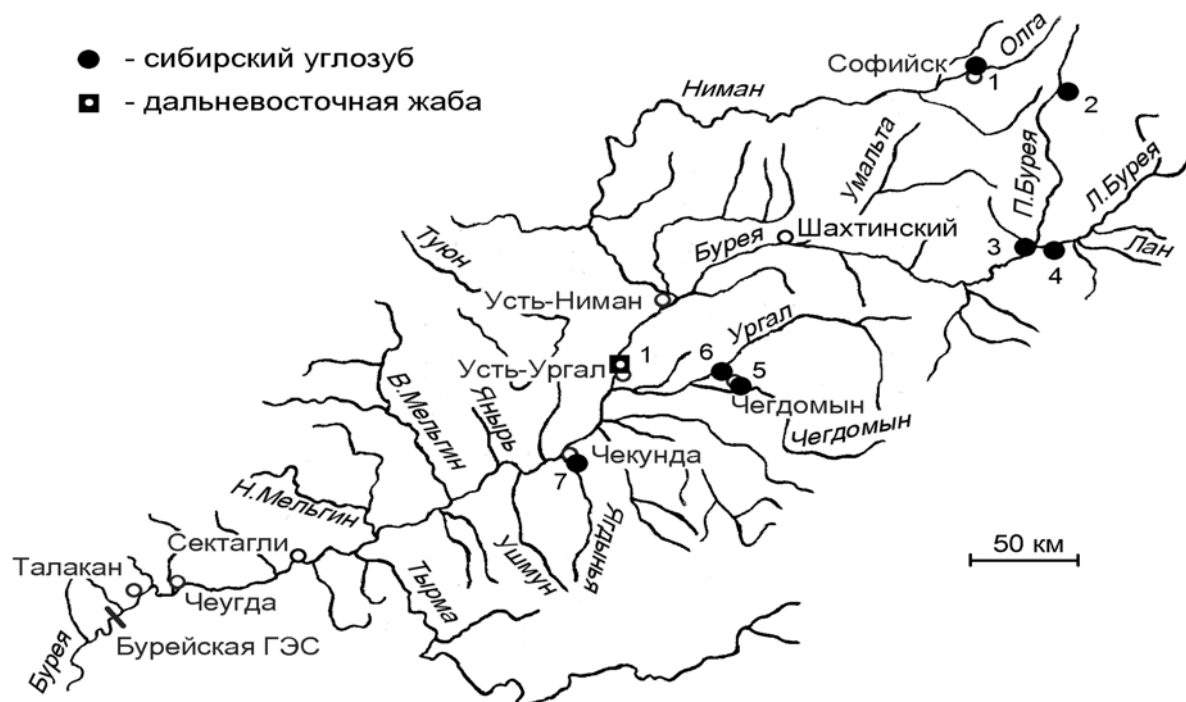 - сибирский углозуб
- дальневосточная жаба
Софийск
Олга
1
2
Ниман
Умальта
П.Бурея
Л.Бурея
Лан
3
4
Туюн
Бурея
Шахтинский
Усть-Ниман
Ургал
1
6
5
Усть-Ургал
Чегдомын
Чегдомын
В.Мельгин
Янырь
Чекунда
7
Н.Мельгин
Сектагли
Ушмун
Ягдынья
Тырма
Талакан
Чеугда
Бурейская ГЭС
Бурея
50 км